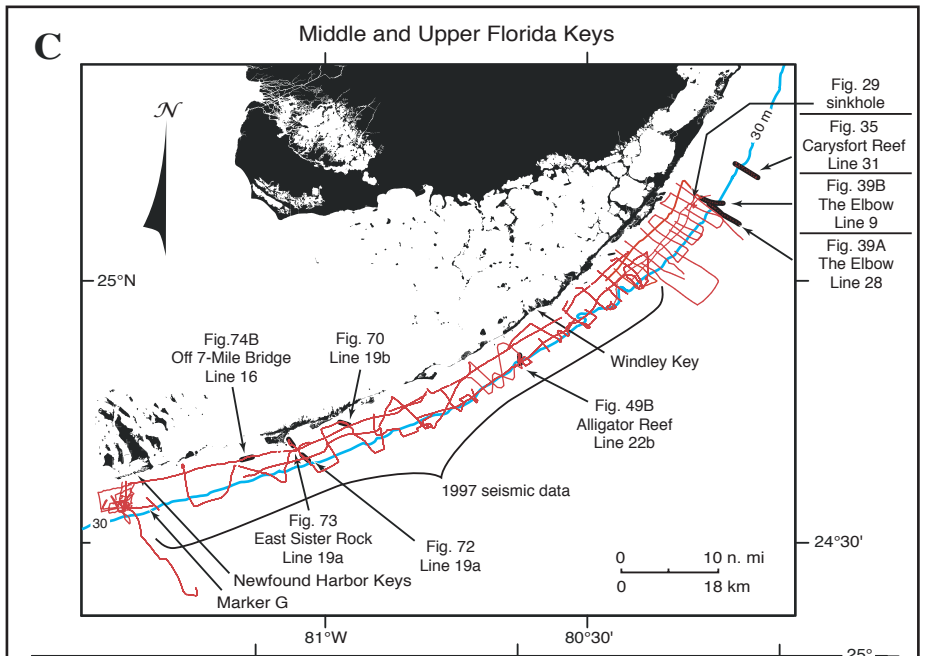 C
Middle and Upper Florida Keys
N
30 m
Fig. 29
sinkhole
Fig. 35
Carysfort Reef
Line 31
Fig. 39B
The Elbow
Line 9
Fig. 39A
The Elbow
Line 28
25°N
Fig.74B
Off 7-Mile Bridge
Line 16
Fig. 70
Line 19b
Windley Key
Fig. 49B
Alligator Reef
Line 22b
1997 seismic data
30
Fig. 73
East Sister Rock
Line 19a
Fig. 72
Line 19a
Newfound Harbor Keys
Marker G
24°30'
0 10 n. mi
0 18 km
81°W
80°30'
25°